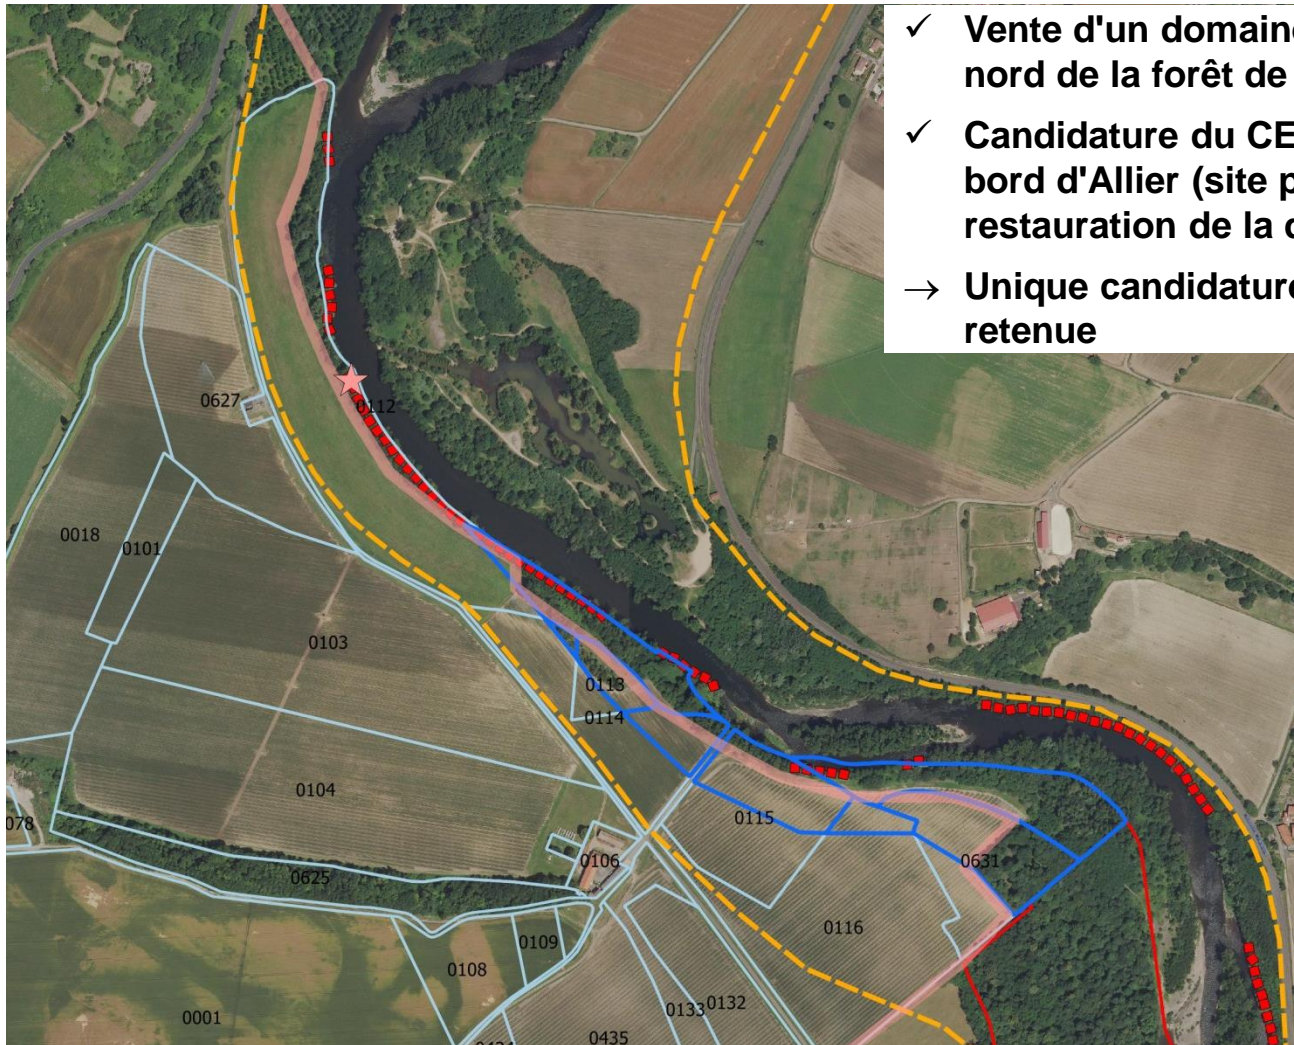 ✓ Vente d'un domaine
nord de la forêt de
✓ Candidature du CE
bord d'Allier (site p
restauration de la
→ Unique candidature
retenue
0627
0112
0018
0101
0103
0113
0114
0104
0115
078
0106
0631
0625
0116
0109
0108
0133
0132
0001
0435